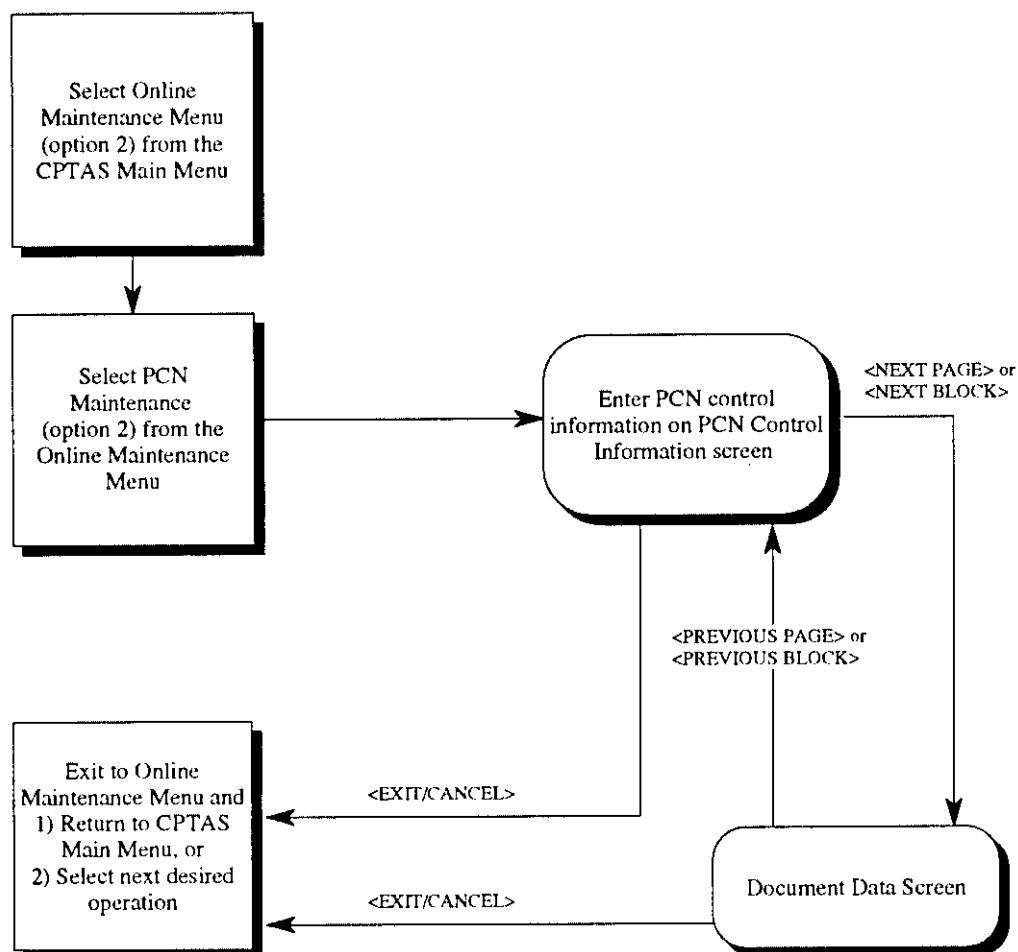 Select Online
Maintenance Menu
(option 2) from the
CPTAS Main Menu
Select PCN
Maintenance
(option 2) from the
Online Maintenance
Menu
Enter PCN control
information on PCN Control
Information screen
<NEXT PAGE> or
<NEXT BLOCK>
<PREVIOUS PAGE> or
<PREVIOUS BLOCK>
Exit to Online
Maintenance Menu and
1) Return to CPTAS
Main Menu, or
2) Select next desired
operation
<EXIT/CANCEL>
<EXIT/CANCEL>
Document Data Screen